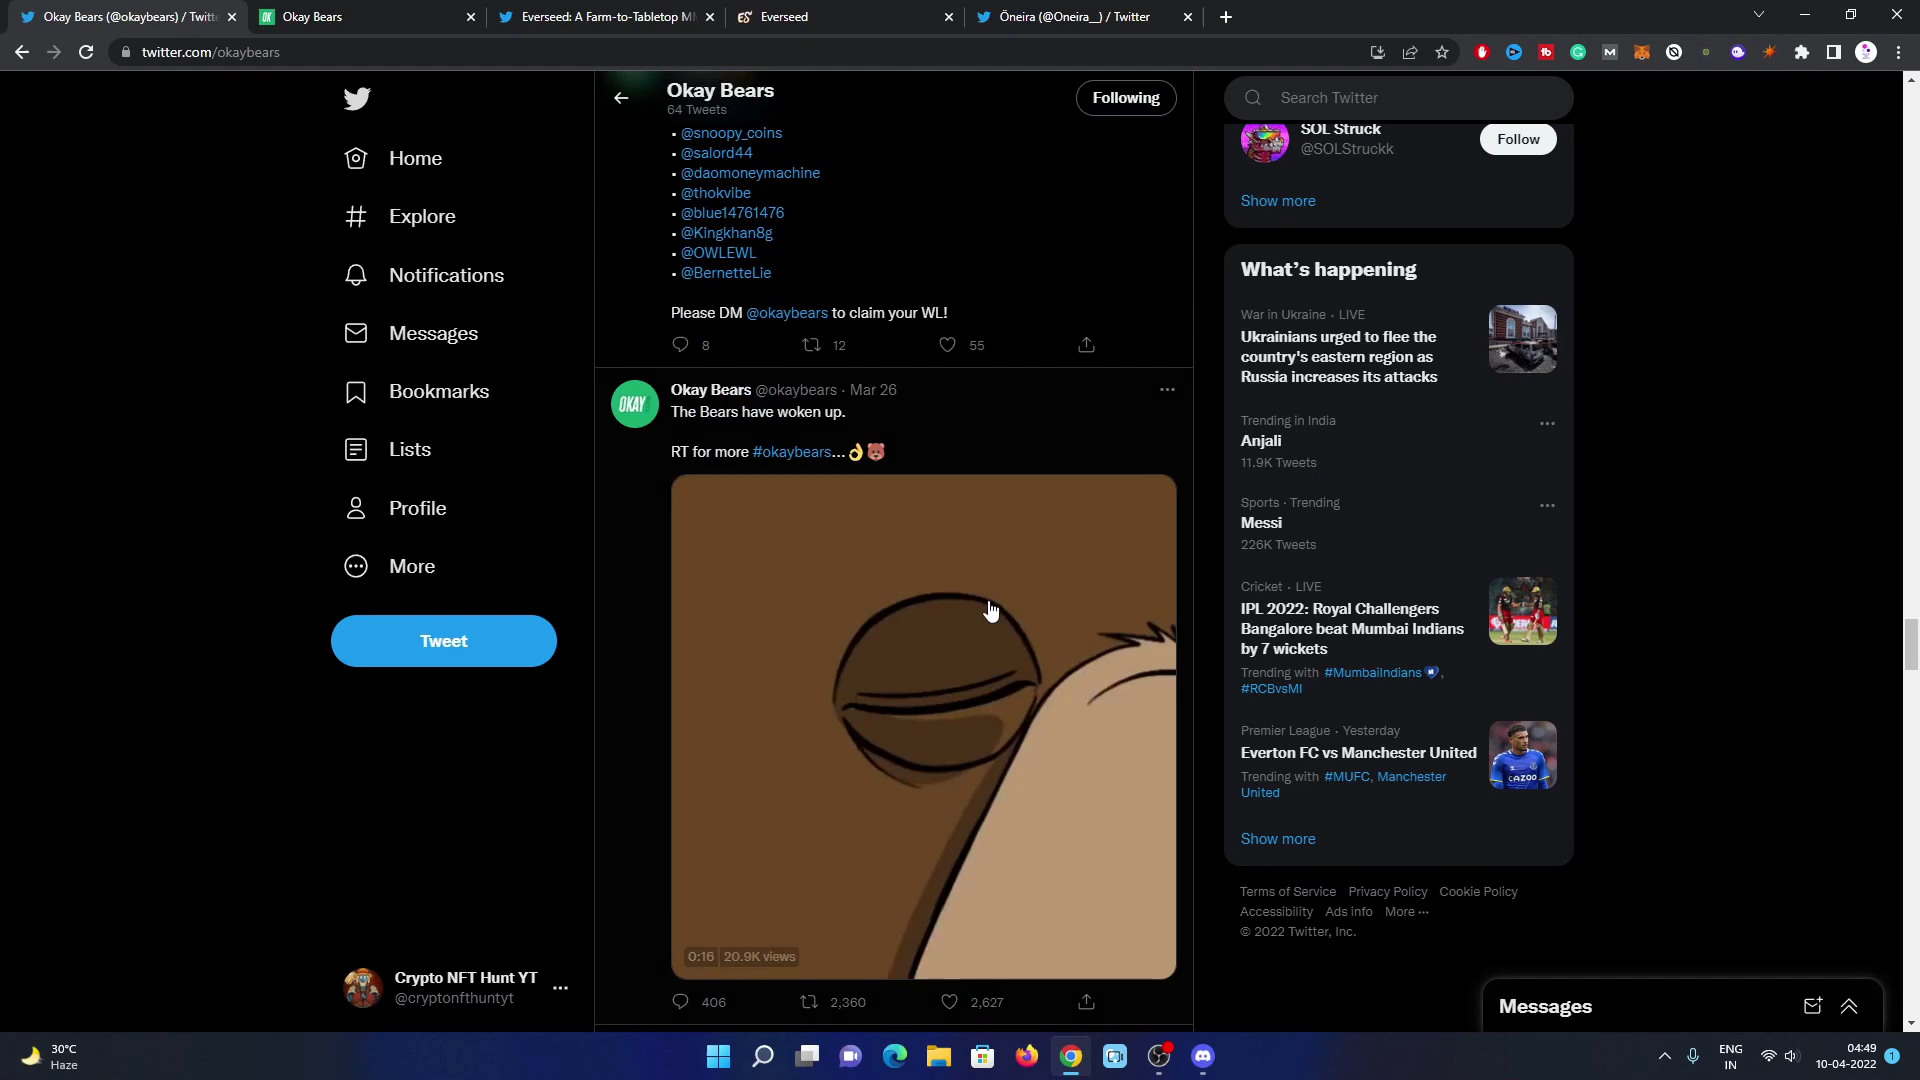 Okay Bears (@okaybears) / Twitt
Okay Bears
Everseed: A Farm-to-Tabletop M
Everseed
Ōneira (@Oneira__) / Twitter
twitter.com/okaybears
Home
Explore
Notifications
Messages
Bookmarks
Lists
Profile
More
Tweet
Crypto NFT Hunt YT
@cryptonfthuntyt
Okay Bears
64 Tweets
Following
• @snoopy_coins
• @salord44
• @daomoneymachine
• @thokvibe
• @blue14761476
• @Kingkhan8g
• @OWLEWL
• @BernetteLie
Please DM @okaybears to claim your WL!
8 12 55
OKAY
Okay Bears @okaybears · Mar 26
The Bears have woken up.
RT for more #okaybears...👌🐻
0:16 20.9K views
406 2,360 2,627
Search Twitter
SOL Struck
@SOLStruckk
Follow
Show more
What's happening
War in Ukraine · LIVE
Ukrainians urged to flee the
country's eastern region as
Russia increases its attacks
Trending in India
Anjali
11.9K Tweets
Sports · Trending
Messi
226K Tweets
Cricket · LIVE
IPL 2022: Royal Challengers
Bangalore beat Mumbai Indians
by 7 wickets
Trending with #MumbaiIndians💙,
#RCBvsMI
Premier League · Yesterday
Everton FC vs Manchester United
Trending with #MUFC, Manchester
United
CAZOO
Show more
Terms of Service Privacy Policy Cookie Policy
Accessibility Ads info More ···
© 2022 Twitter, Inc.
Messages
30°C
Haze
ENG
IN
04:49
10-04-2022
1